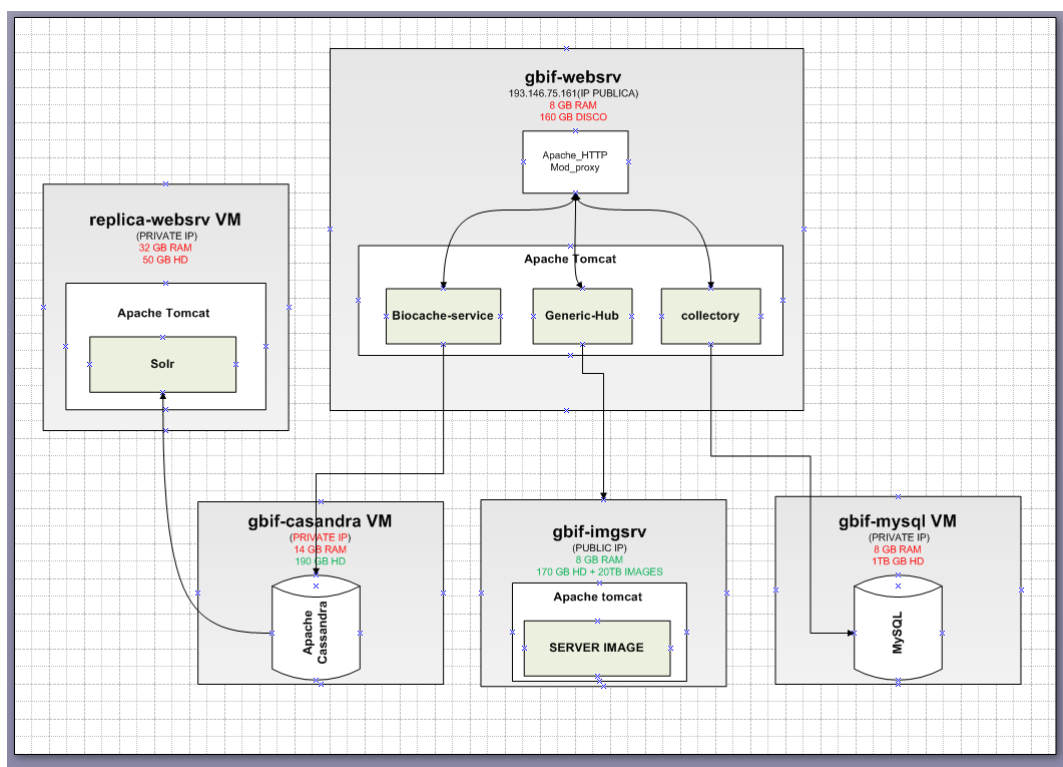 gbif-websrv
193.146.75.161(IP PUBLICA)
8 GB RAM
160 GB DISCO
Apache_HTTP
Mod_proxy
Apache Tomcat
Biocache-service
Generic-Hub
collectory
replica-websrv VM
(PRIVATE IP)
32 GB RAM
50 GB HD
Apache Tomcat
Solr
gbif-casandra VM
(PRIVATE IP)
14 GB RAM
190 GB HD
Apache
Cassandra
gbif-imgsrv
(PUBLIC IP)
8 GB RAM
170 GB HD + 20TB IMAGES
Apache tomcat
SERVER IMAGE
gbif-mysql VM
(PRIVATE IP)
8 GB RAM
1TB GB HD
MySQL